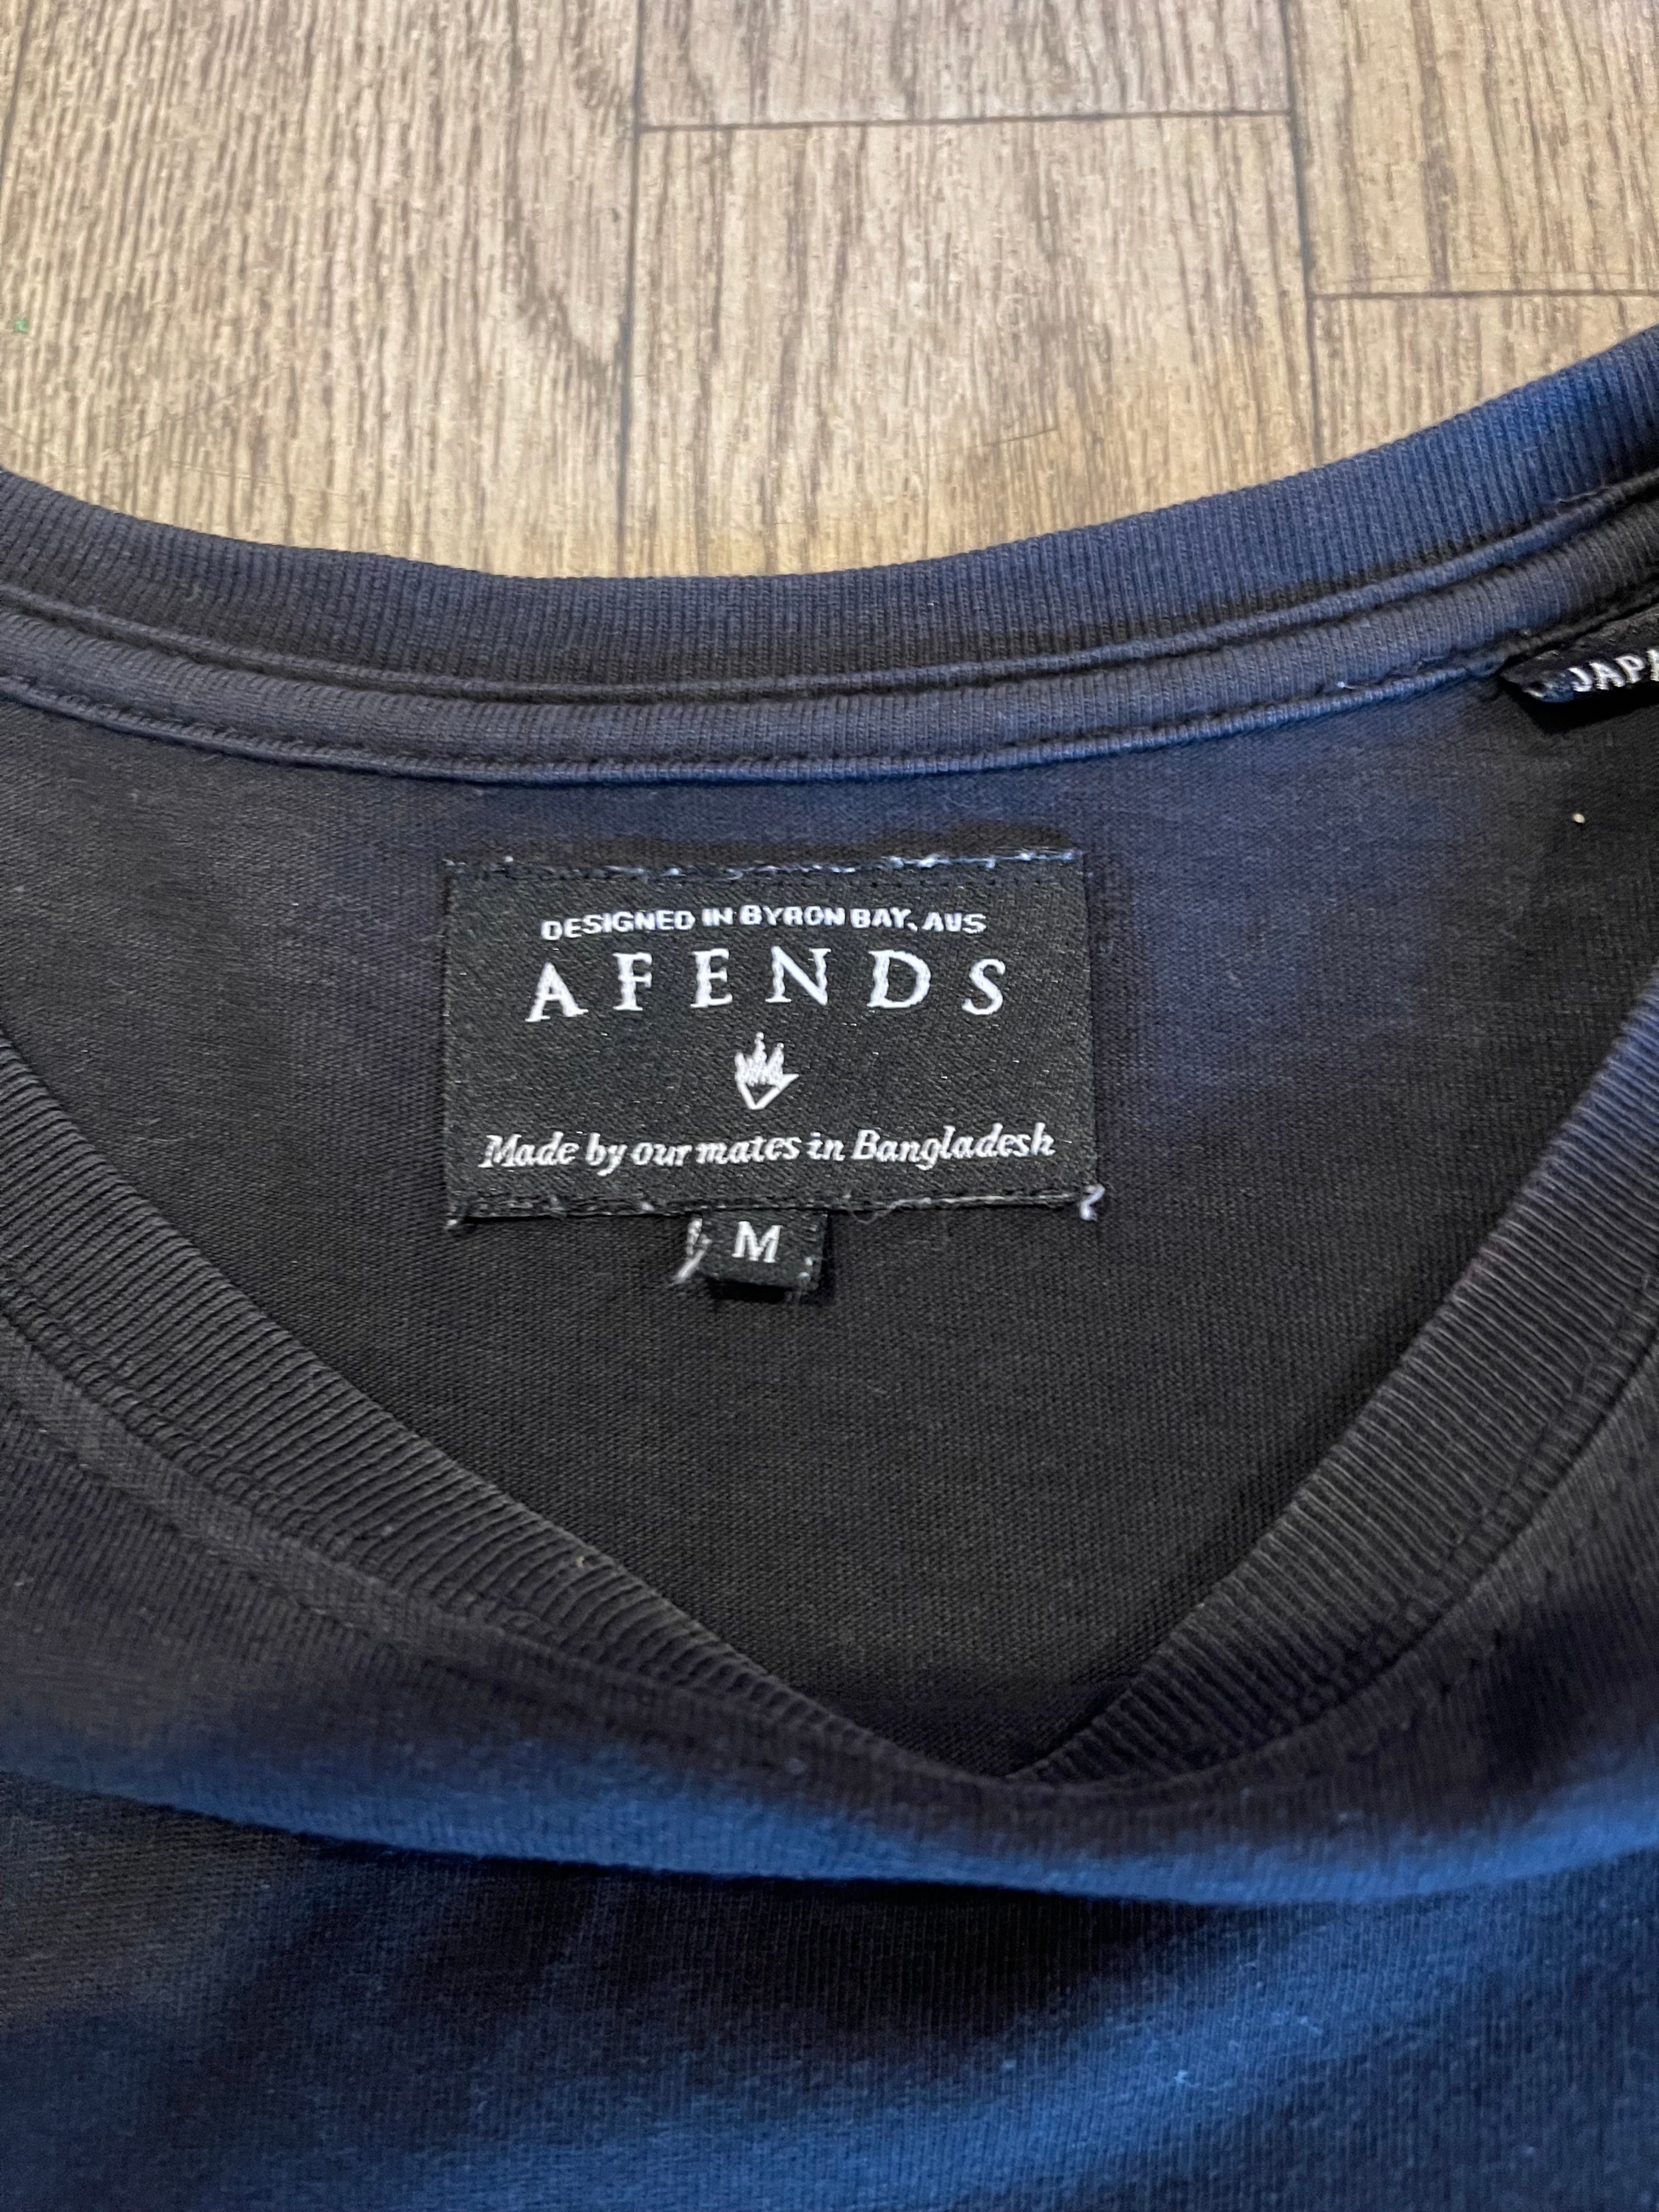 DESIGNED IN BYRON BAY, AUS
AFENDS
Made by our mates in Bangladesh
M